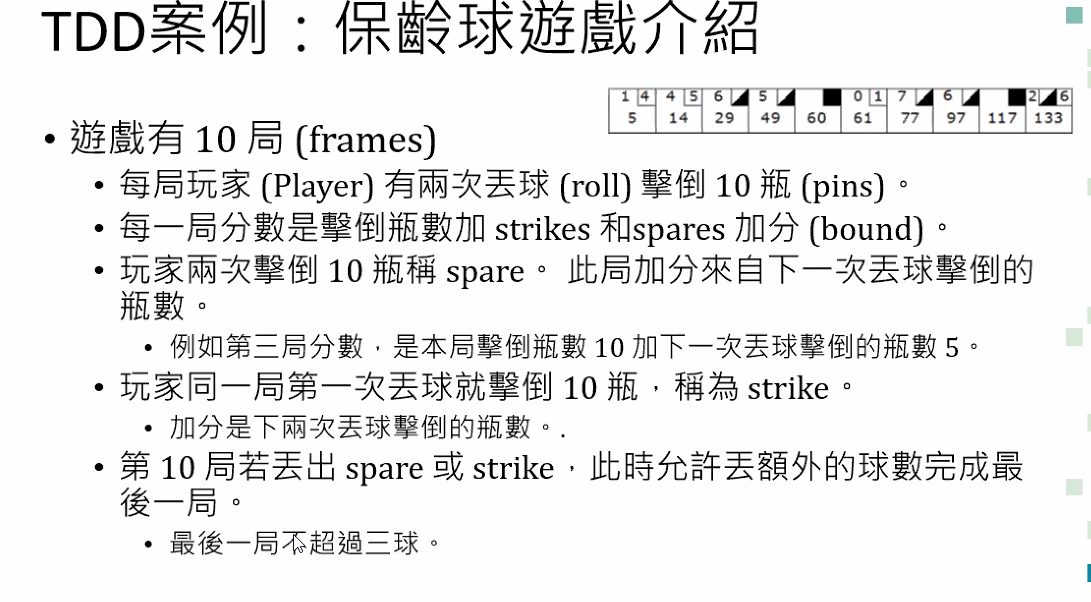 TDD案例：保齡球遊戲介紹
1 4 4 5 6 5 0 1 7 6 2 6
5 14 29 49 60 61 77 97 117 133
• 遊戲有 10 局 (frames)
• 每局玩家 (Player) 有兩次丟球 (roll) 擊倒 10 瓶 (pins)。
• 每一局分數是擊倒瓶數加 strikes 和spares 加分 (bound)。
• 玩家兩次擊倒 10 瓶稱 spare。 此局加分來自下一次丟球擊倒的
瓶數。
• 例如第三局分數，是本局擊倒瓶數 10 加下一次丟球擊倒的瓶數 5。
• 玩家同一局第一次丟球就擊倒 10 瓶，稱為 strike。
• 加分是下兩次丟球擊倒的瓶數。.
• 第 10 局若丟出 spare 或 strike，此時允許丟額外的球數完成最
後一局。
• 最後一局不超過三球。